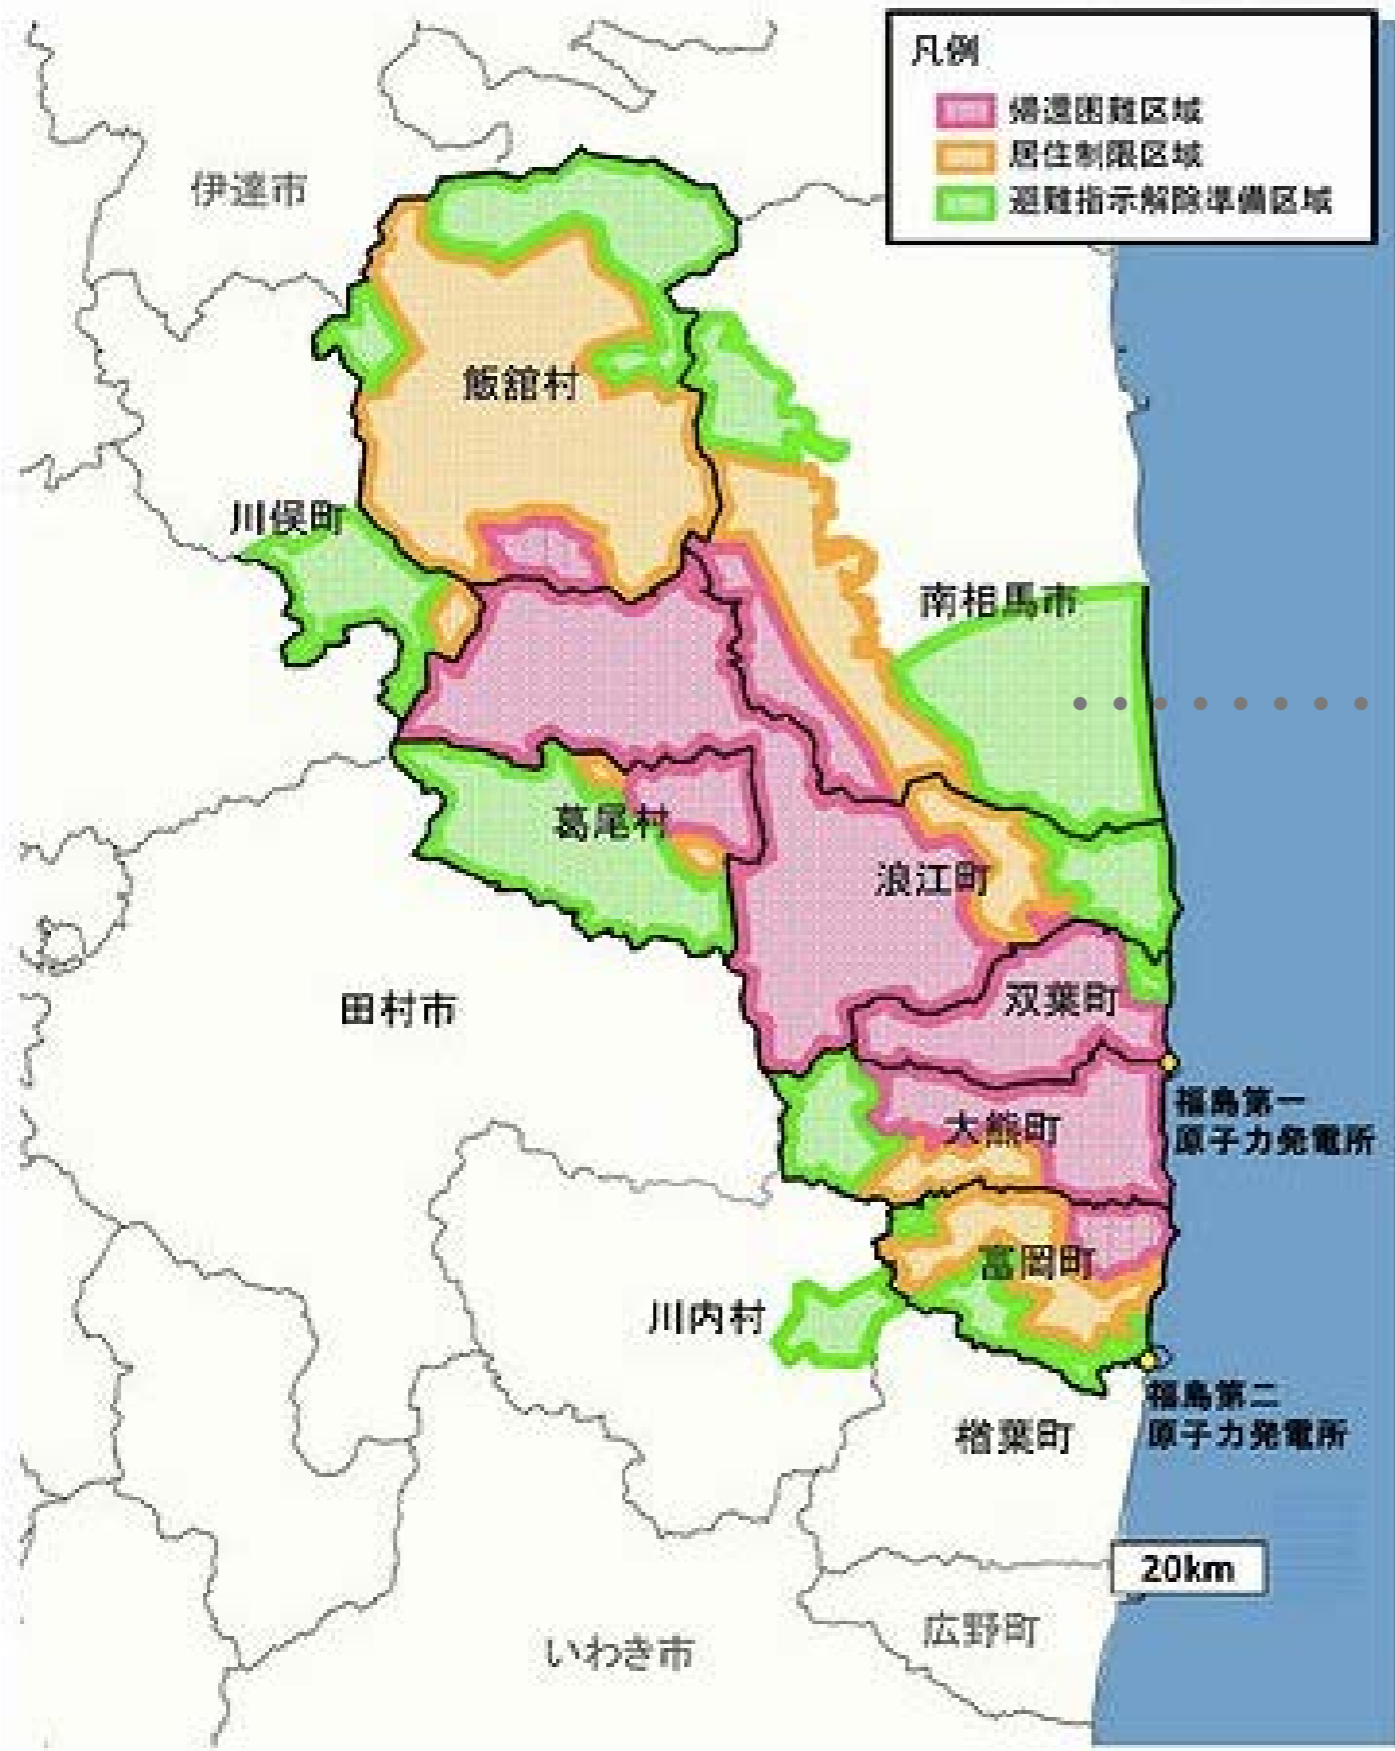 凡例
帰還困難区域
居住制限区域
避難指示解除準備区域
伊達市
飯舘村
川俣町
南相馬市
葛尾村
浪江町
田村市
双葉町
福島第一
原子力発電所
大熊町
富岡町
川内村
福島第二
原子力発電所
楢葉町
20km
広野町
いわき市